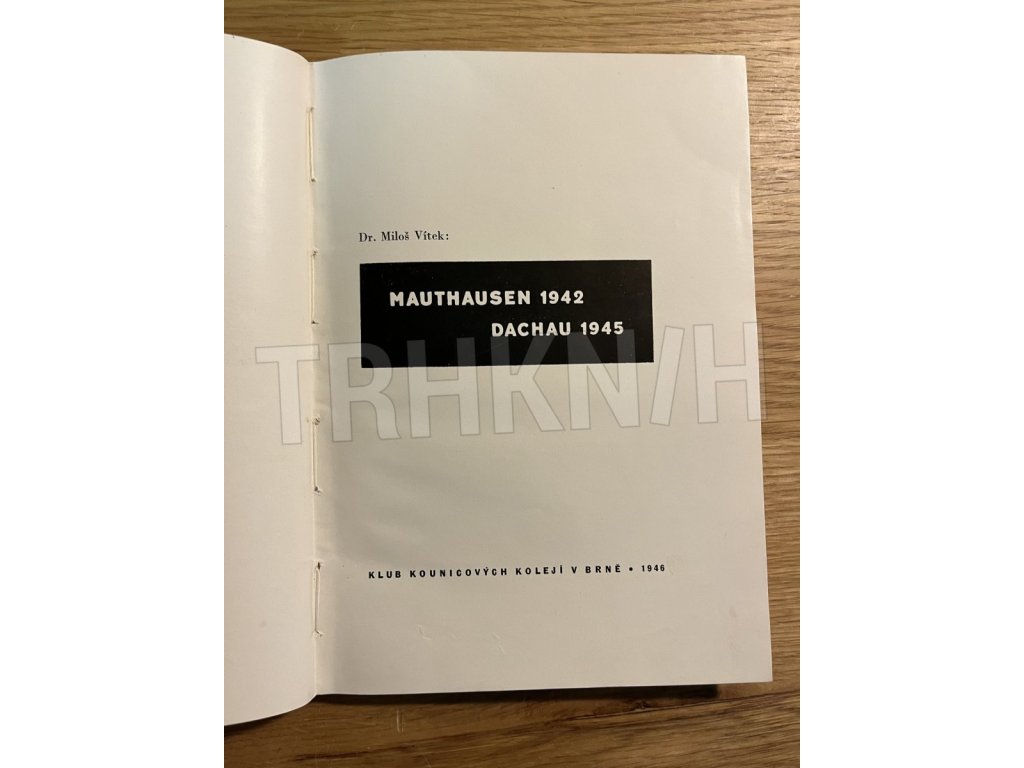 Dr. Miloš Vítek:
MAUTHAUSEN 1942
DACHAU 1945
TRHKNIH
KLUB KOUNICOVÝCH KOLEJÍ V BRNĚ • 1946